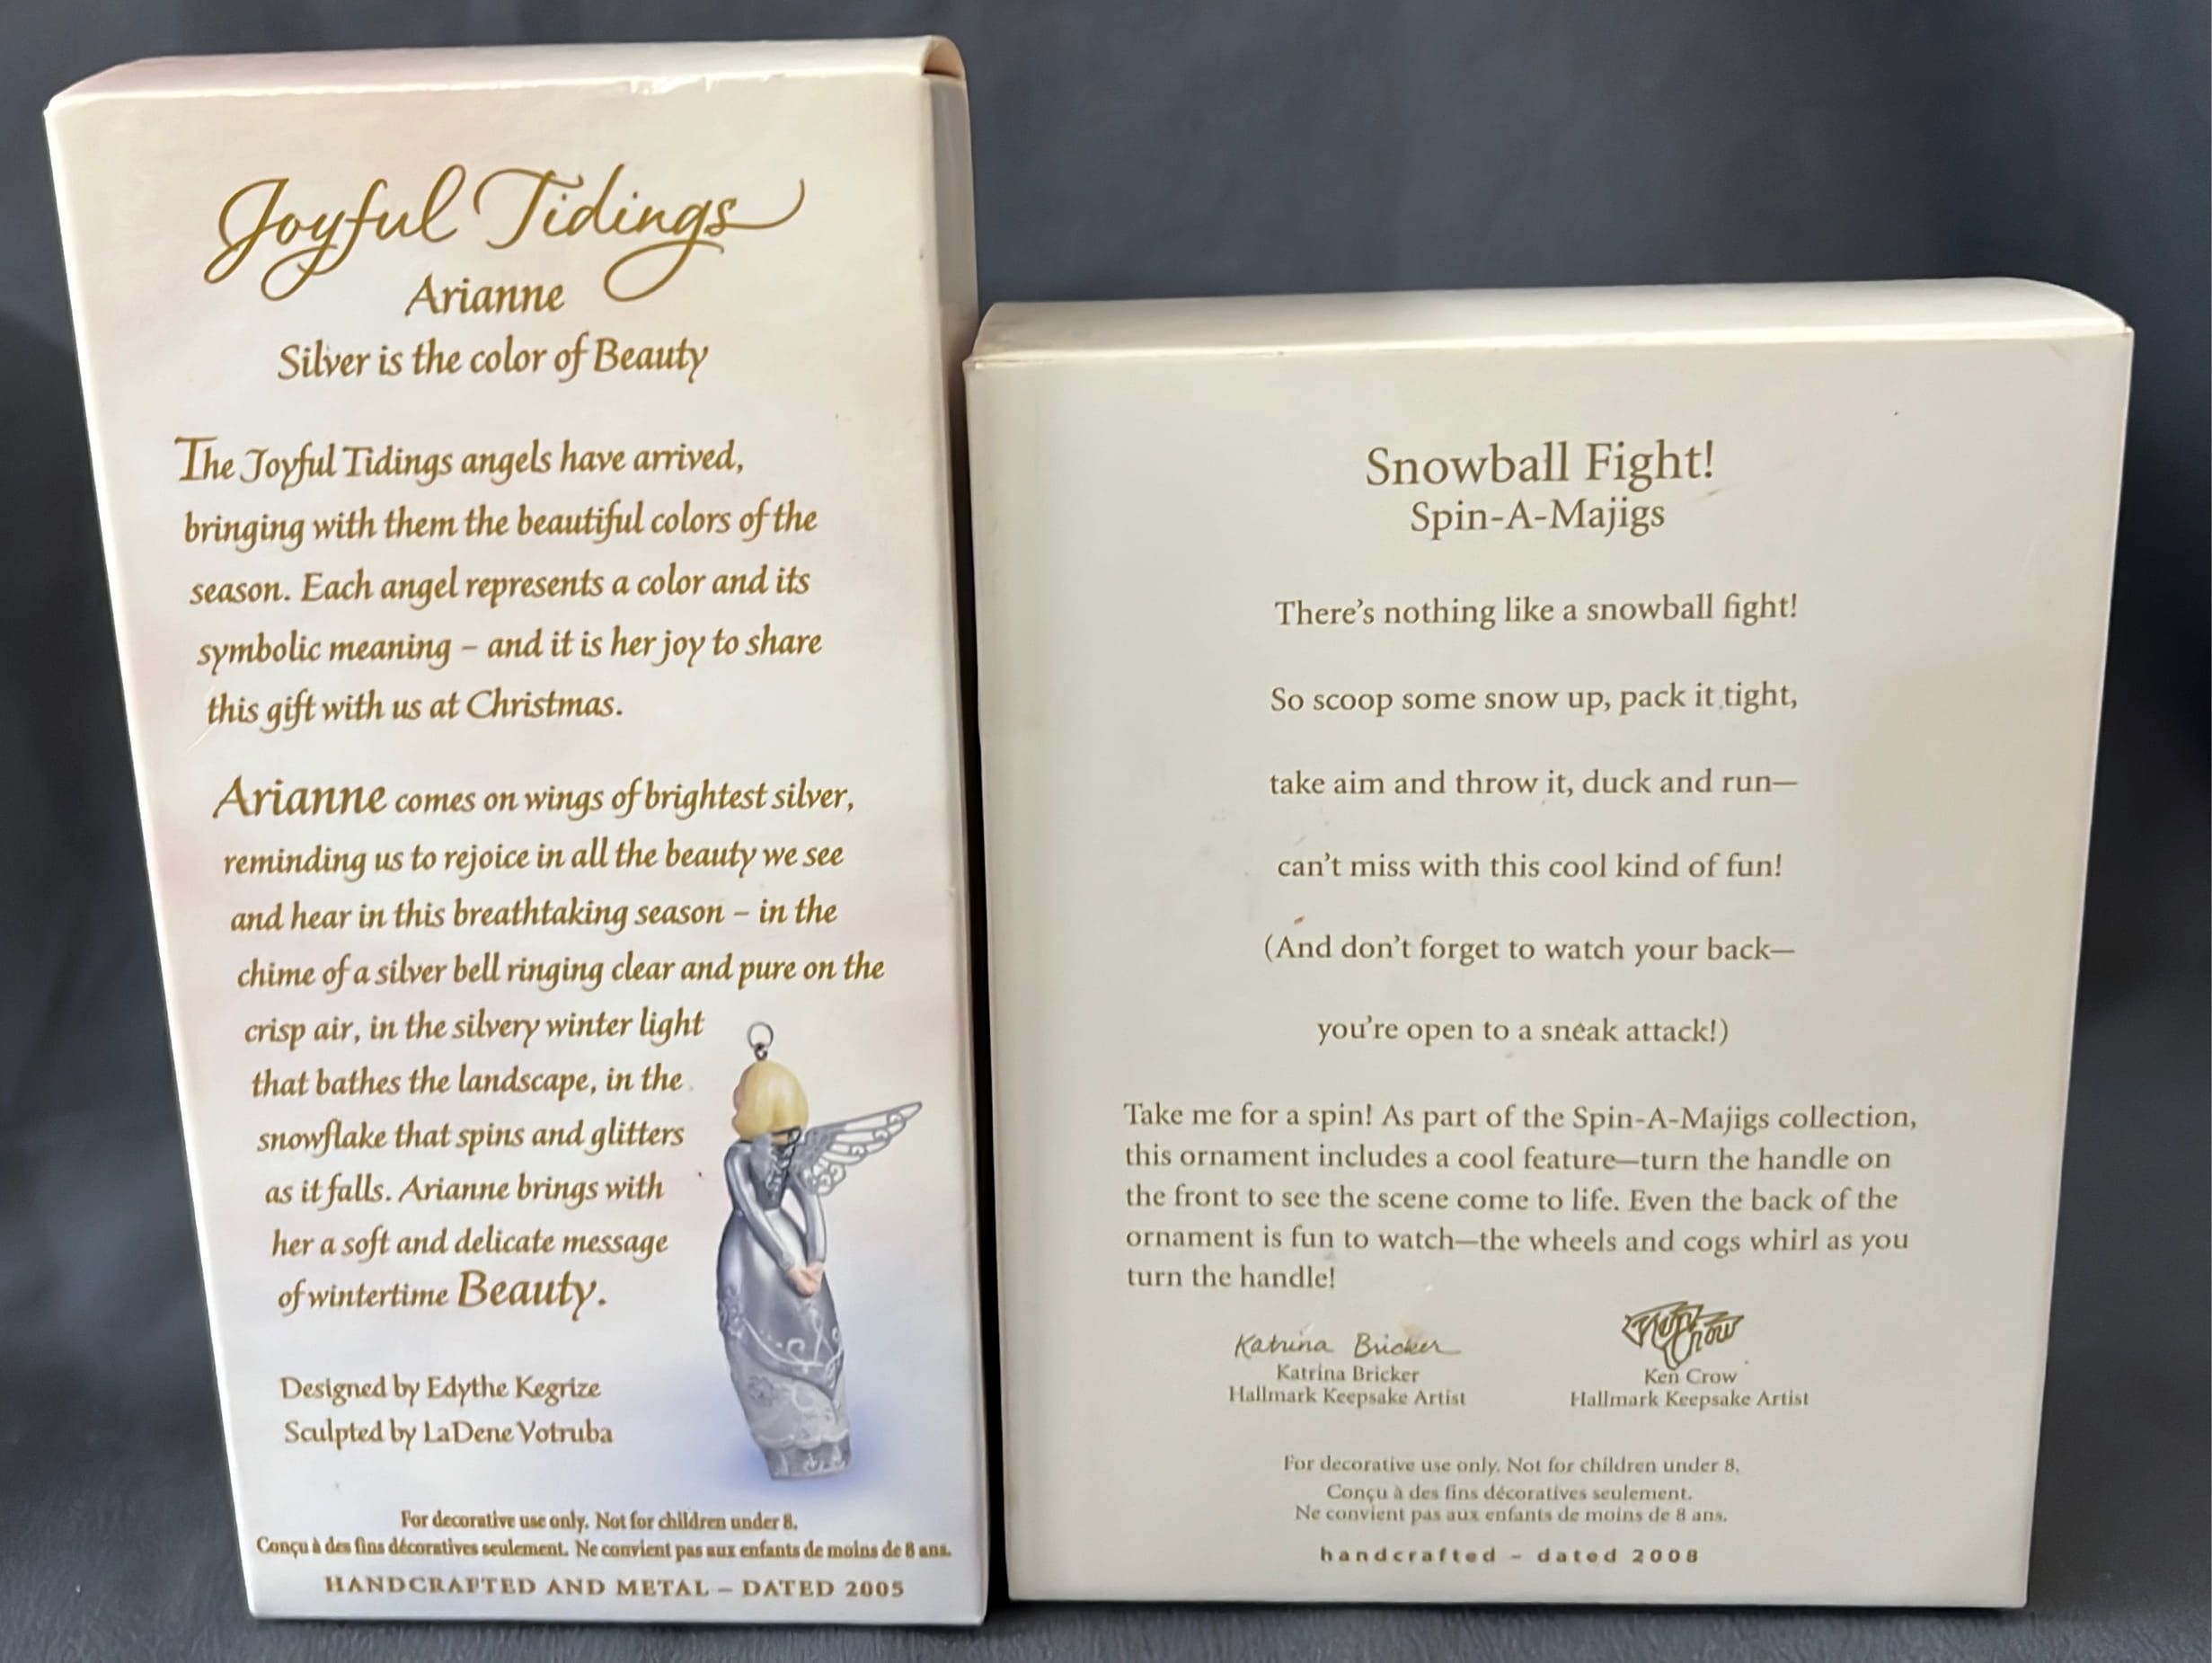 Joyful Tidings
Arianne
Silver is the color of Beauty
The Joyful Tidings angels have arrived,
bringing with them the beautiful colors of the
season. Each angel represents a color and its
symbolic meaning – and it is her joy to share
this gift with us at Christmas.
Arianne comes on wings of brightest silver,
reminding us to rejoice in all the beauty we see
and hear in this breathtaking season – in the
chime of a silver bell ringing clear and pure on the
crisp air, in the silvery winter light
that bathes the landscape, in the
snowflake that spins and glitters
as it falls. Arianne brings with
her a soft and delicate message
of wintertime Beauty.
Designed by Edythe Kegrize
Sculpted by LaDene Votruba
For decorative use only. Not for children under 8.
Conçu à des fins décoratives seulement. Ne convient pas aux enfants de moins de 8 ans.
HANDCRAFTED AND METAL – DATED 2005
Snowball Fight!
Spin-A-Majigs
There's nothing like a snowball fight!
So scoop some snow up, pack it tight,
take aim and throw it, duck and run—
can't miss with this cool kind of fun!
(And don't forget to watch your back—
you're open to a sneak attack!)
Take me for a spin! As part of the Spin-A-Majigs collection,
this ornament includes a cool feature—turn the handle on
the front to see the scene come to life. Even the back of the
ornament is fun to watch—the wheels and cogs whirl as you
turn the handle!
Katrina Bricker
Ken Crow
Katrina Bricker
Hallmark Keepsake Artist
Ken Crow
Hallmark Keepsake Artist
For decorative use only. Not for children under 8.
Conçu à des fins décoratives seulement.
Ne convient pas aux enfants de moins de 8 ans.
handcrafted – dated 2008